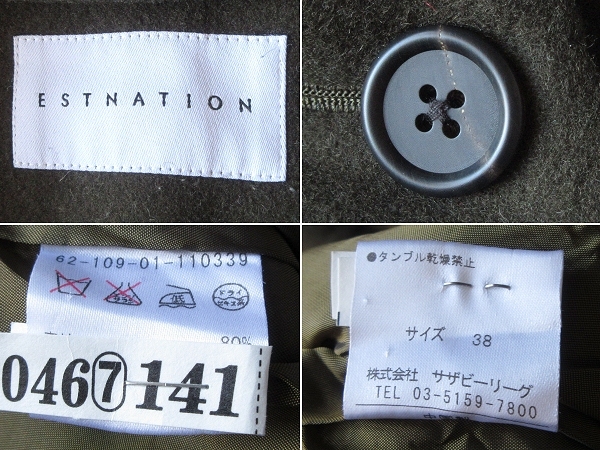 ESTNATION
62-109-01-110339
ドライ
80%
0467141
●タンブル乾燥禁止
サイズ 38
株式会社 サザビーリーグ
TEL 03-5159-7800